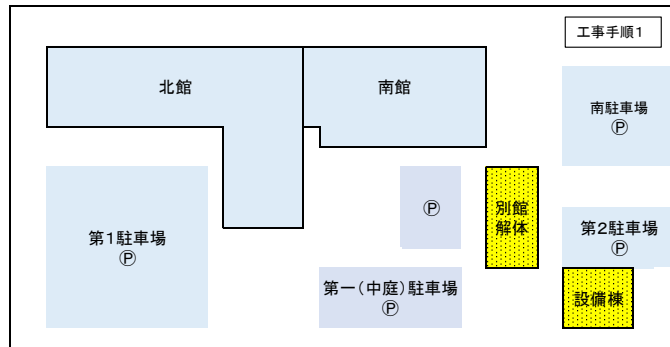 工事手順1
北館
南館
南駐車場
Ⓟ
Ⓟ
別館
解体
第1駐車場
Ⓟ
第2駐車場
Ⓟ
第一(中庭)駐車場
Ⓟ
設備棟